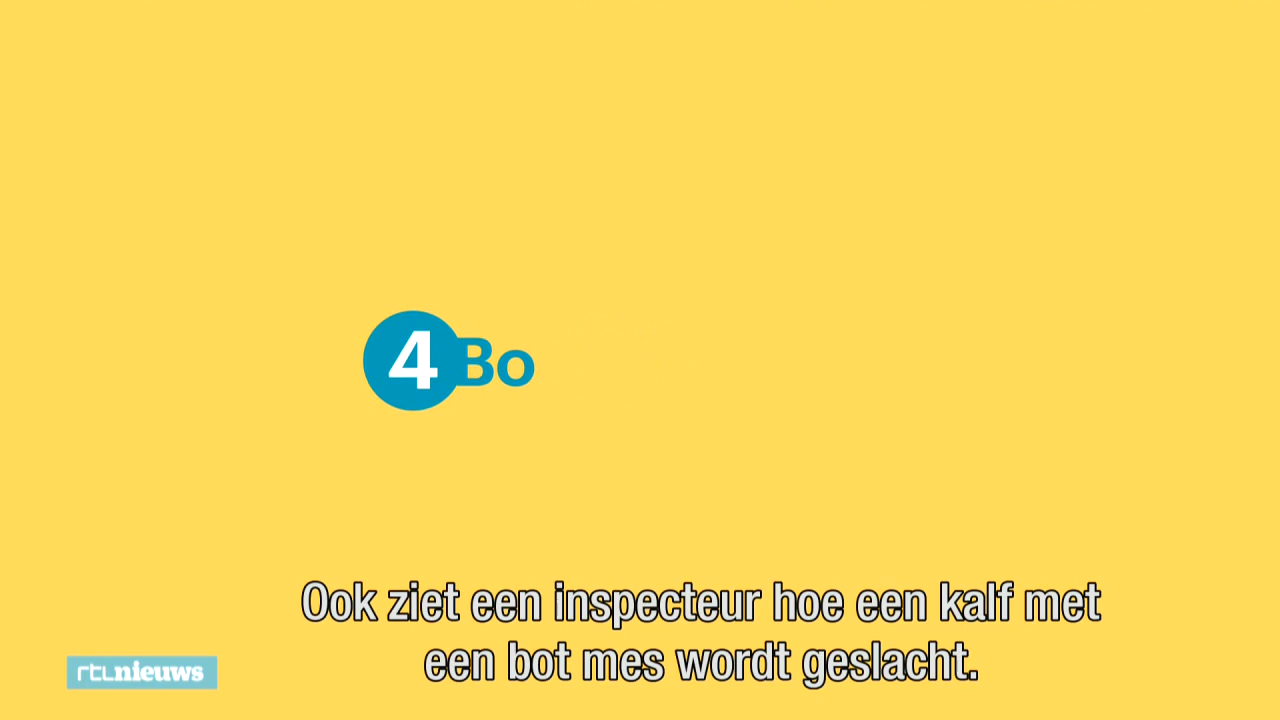 4 Bo
Ook ziet een inspecteur hoe een kalf met
een bot mes wordt geslacht.
rtlnieuws